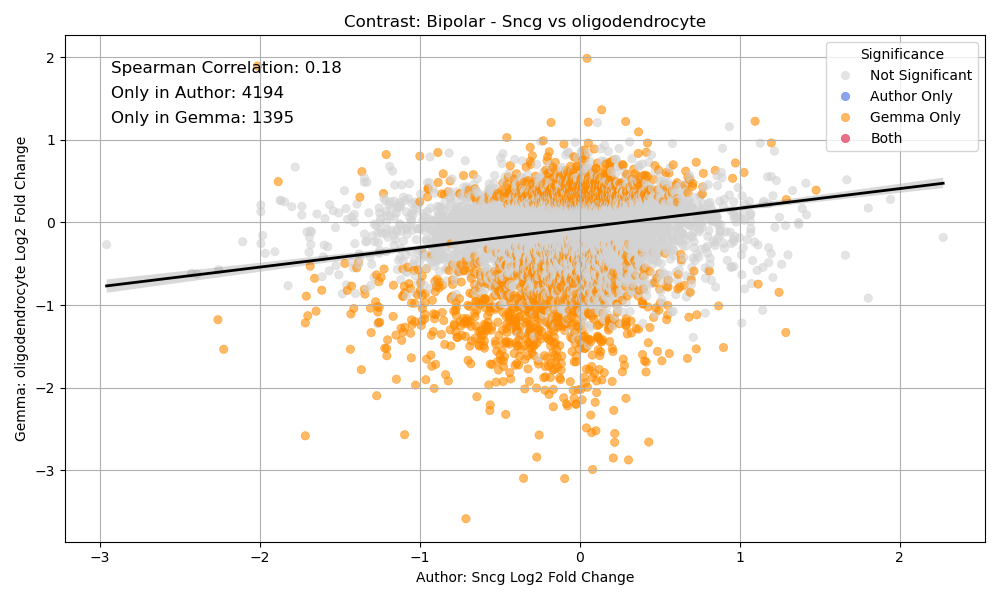 Contrast: Bipolar - Sncg vs oligodendrocyte
Spearman Correlation: 0.18
Only in Author: 4194
Only in Gemma: 1395
Significance
Not Significant
Author Only
Gemma Only
Both
Gemma: oligodendrocyte Log2 Fold Change
2
1
0
−1
−2
−3
−3
−2
−1
0
1
2
Author: Sncg Log2 Fold Change